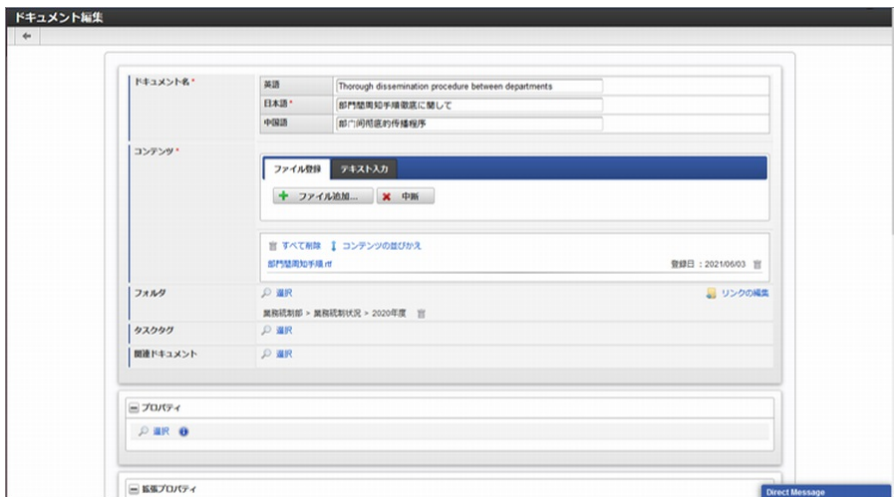 ドキュメント編集
ドキュメント名*
英語 Thorough dissemination procedure between departments
日本語* 部門間周知手順徹底に関して
中国語 部门间彻底的传播程序
コンテンツ*
ファイル登録 テキスト入力
ファイル追加... 中断
すべて削除 コンテンツの並びかえ
部門間周知手順.rtf 登録日 : 2021/06/03
フォルダ 選択 リンクの編集
業務統制部 > 業務統制状況 > 2020年度
タスクタグ 選択
関連ドキュメント 選択
プロパティ
選択
拡張プロパティ
Direct Message